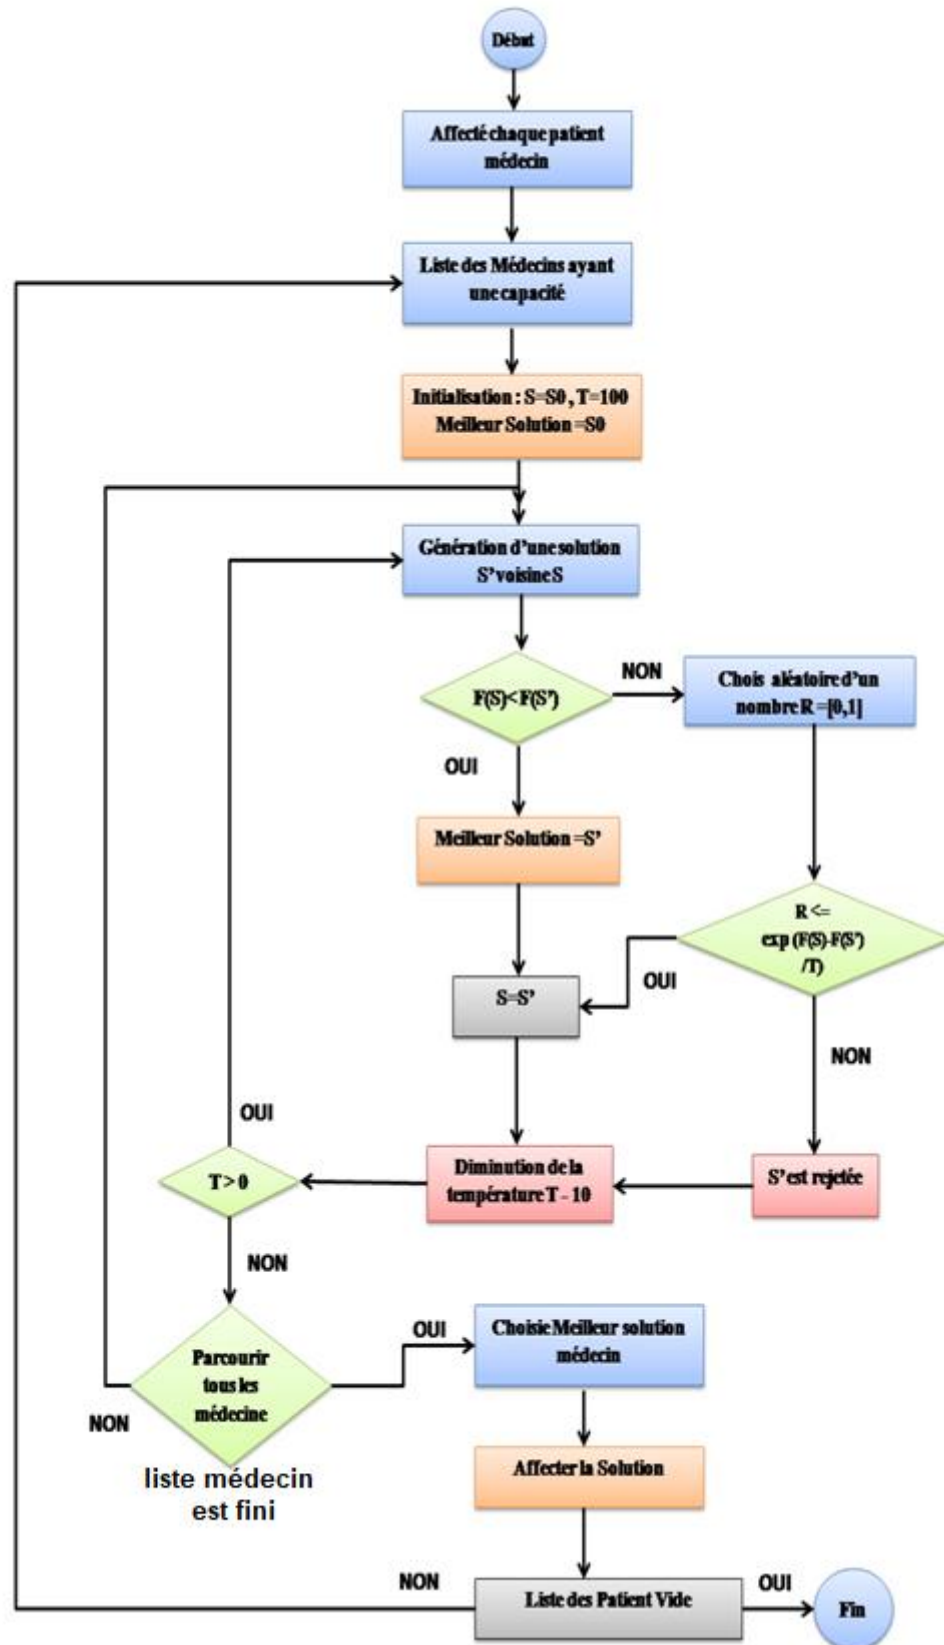 Début
Affecté chaque patient
médecin
Liste des Médecins ayant
une capacité
Initialisation : S=S0 , T=100
Meilleur Solution =S0
Génération d'une solution
S' voisine S
F(S)<F(S')
NON
Chois aléatoire d'un
nombre R =[0,1]
OUI
Meilleur Solution =S'
R <=
exp (F(S)-F(S')
/T)
OUI
S=S'
NON
OUI
T > 0
Diminution de la
température T - 10
S' est rejetée
NON
Parcourir
tous les
médecine
OUI
Choisie Meilleur solution
médecin
NON
liste médecin
est fini
Affecter la Solution
NON
Liste des Patient Vide
OUI
Fin